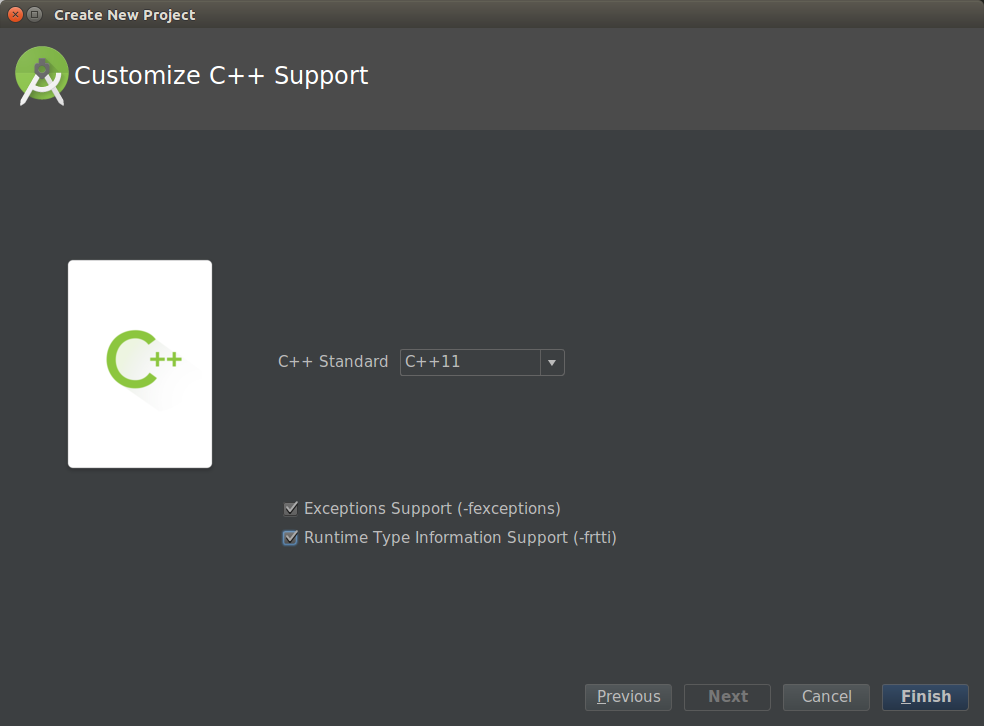 Create New Project
Customize C++ Support
C++
C++ Standard C++11
Exceptions Support (-fexceptions)
Runtime Type Information Support (-frtti)
Previous Next Cancel Finish